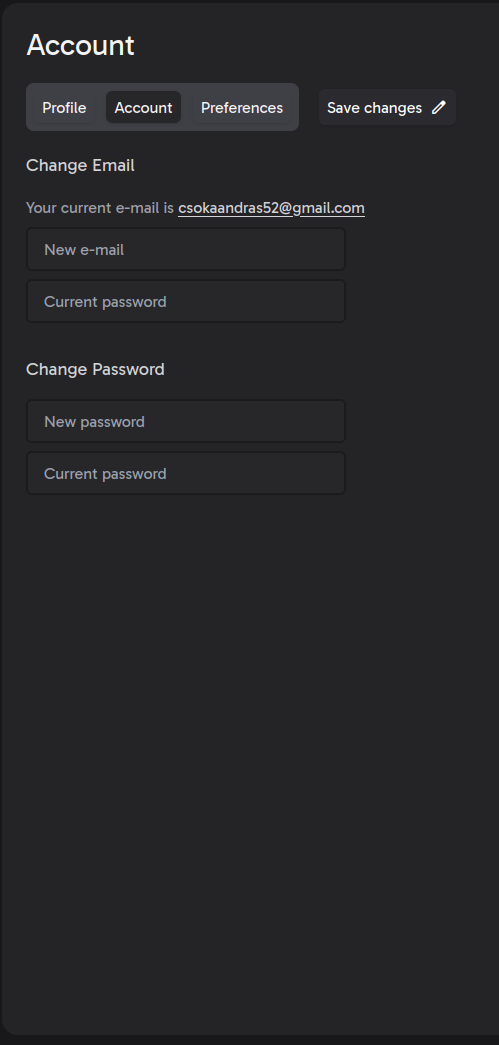 Account
Profile Account Preferences Save changes
Change Email
Your current e-mail is csokaandras52@gmail.com
New e-mail
Current password
Change Password
New password
Current password